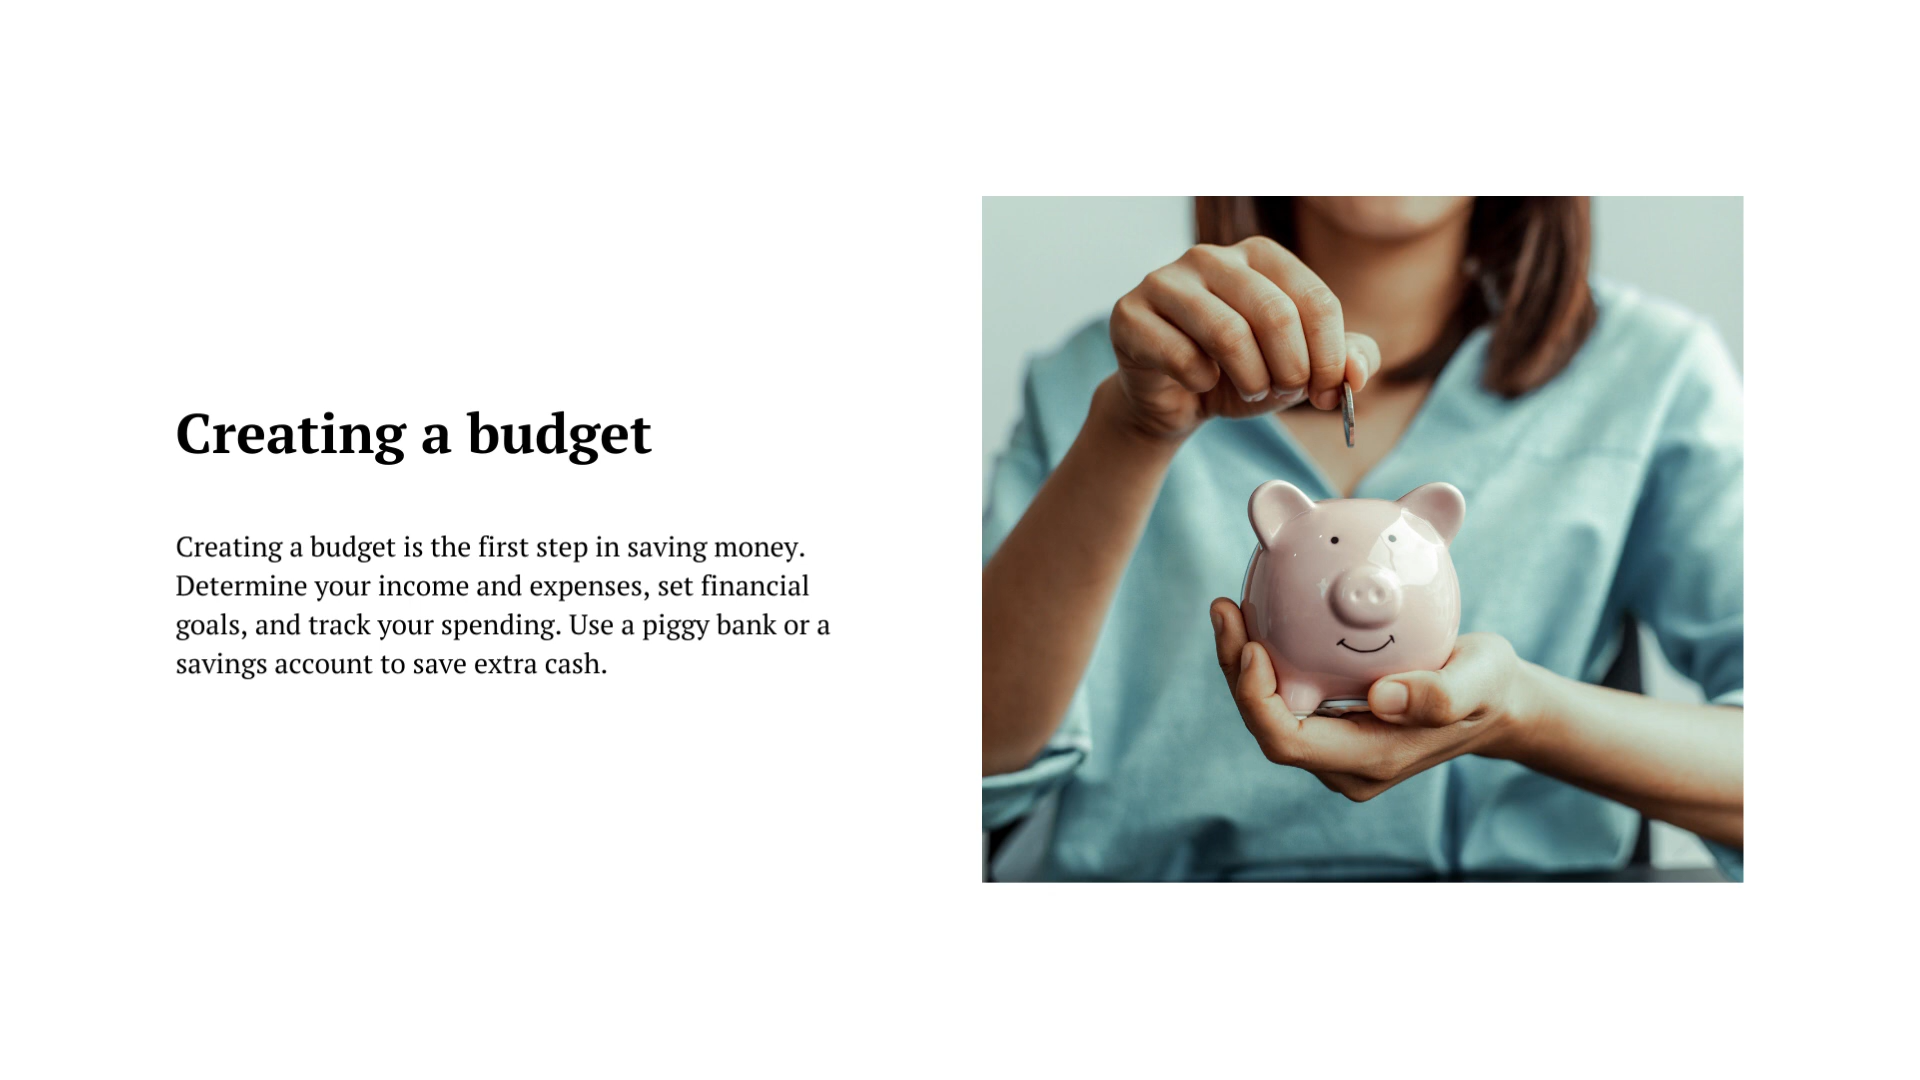 Creating a budget
Creating a budget is the first step in saving money.
Determine your income and expenses, set financial
goals, and track your spending. Use a piggy bank or a
savings account to save extra cash.